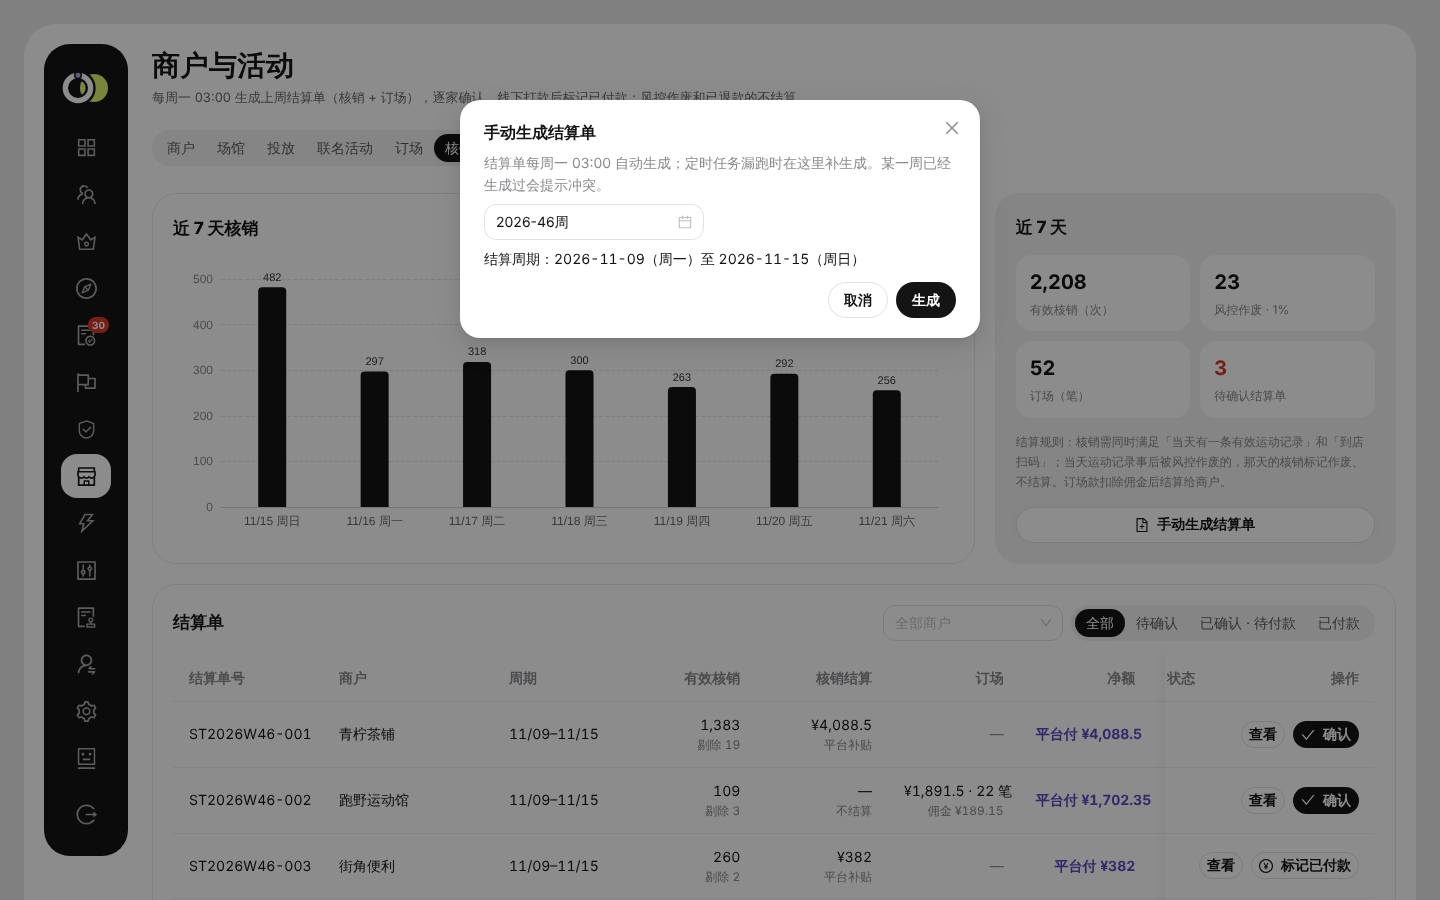 商户与活动
每周一 03:00 生成上周结算单（核销 + 订场），逐家确认、线下打款后标记已付款；风控作废和已退款的不结算。
商户 场馆 投放 联名活动 订场 核
手动生成结算单
结算单每周一 03:00 自动生成；定时任务漏跑时在这里补生成。某一周已经
生成过会提示冲突。
2026-46周
结算周期：2026-11-09（周一）至 2026-11-15（周日）
取消 生成
30
近 7 天核销
500
400
300
200
100
0
482
297
318
300
263
292
256
11/15 周日 11/16 周一 11/17 周二 11/18 周三 11/19 周四 11/20 周五 11/21 周六
近 7 天
2,208
有效核销（次）
23
风控作废 · 1%
52
订场（笔）
3
待确认结算单
结算规则：核销需同时满足「当天有一条有效运动记录」和「到店
扫码」；当天运动记录事后被风控作废的，那天的核销标记作废、
不结算。订场款扣除佣金后结算给商户。
手动生成结算单
结算单
全部商户
全部 待确认 已确认 · 待付款 已付款
结算单号 商户 周期 有效核销 核销结算 订场 净额 状态 操作
ST2026W46-001 青柠茶铺 11/09–11/15 1,383 ¥4,088.5 — 平台付 ¥4,088.5 查看 确认
剔除 19 平台补贴
ST2026W46-002 跑野运动馆 11/09–11/15 109 — ¥1,891.5 · 22 笔 平台付 ¥1,702.35 查看 确认
剔除 3 不结算 佣金 ¥189.15
ST2026W46-003 街角便利 11/09–11/15 260 ¥382 — 平台付 ¥382 查看 标记已付款
剔除 2 平台补贴